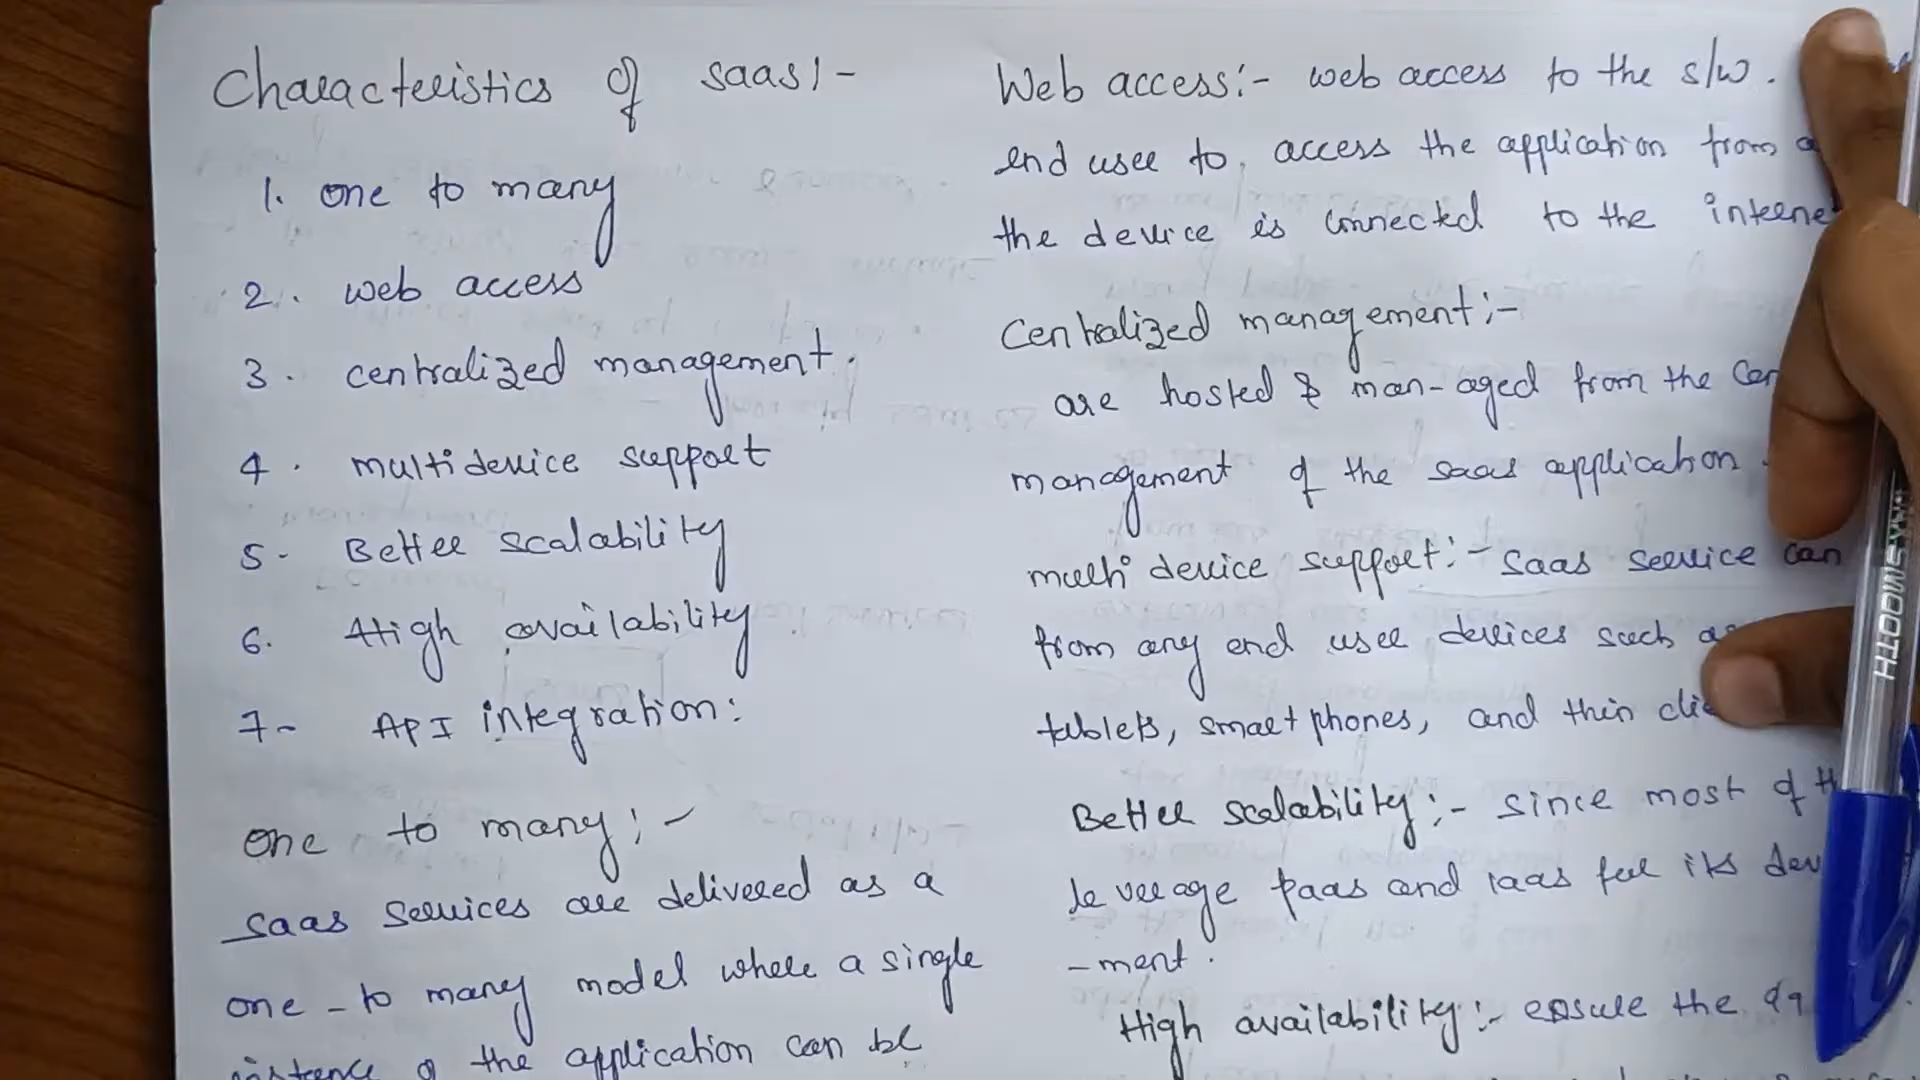 Characteristics of saas :-
1. one to many
2. web access
3. centralized management.
4. multidevice support
5- Better scalability
6. High availability
7- API integration:
one to many :-
saas services are delivered as a
one-to many model where a single
instance of the application can be
Web access :- web access to the s/w.
end user to access the application from a
the device is connected to the
Centralized management :-
are hosted & man-aged from the
management of the saas application.
multi device support :- saas service can
from any end user devices such as
tablets, smart phones, and thin
Better scalability :- since most of
leverage paas and iaas for its
-ment.
High availability :- ensure the
MAXSMOOTH